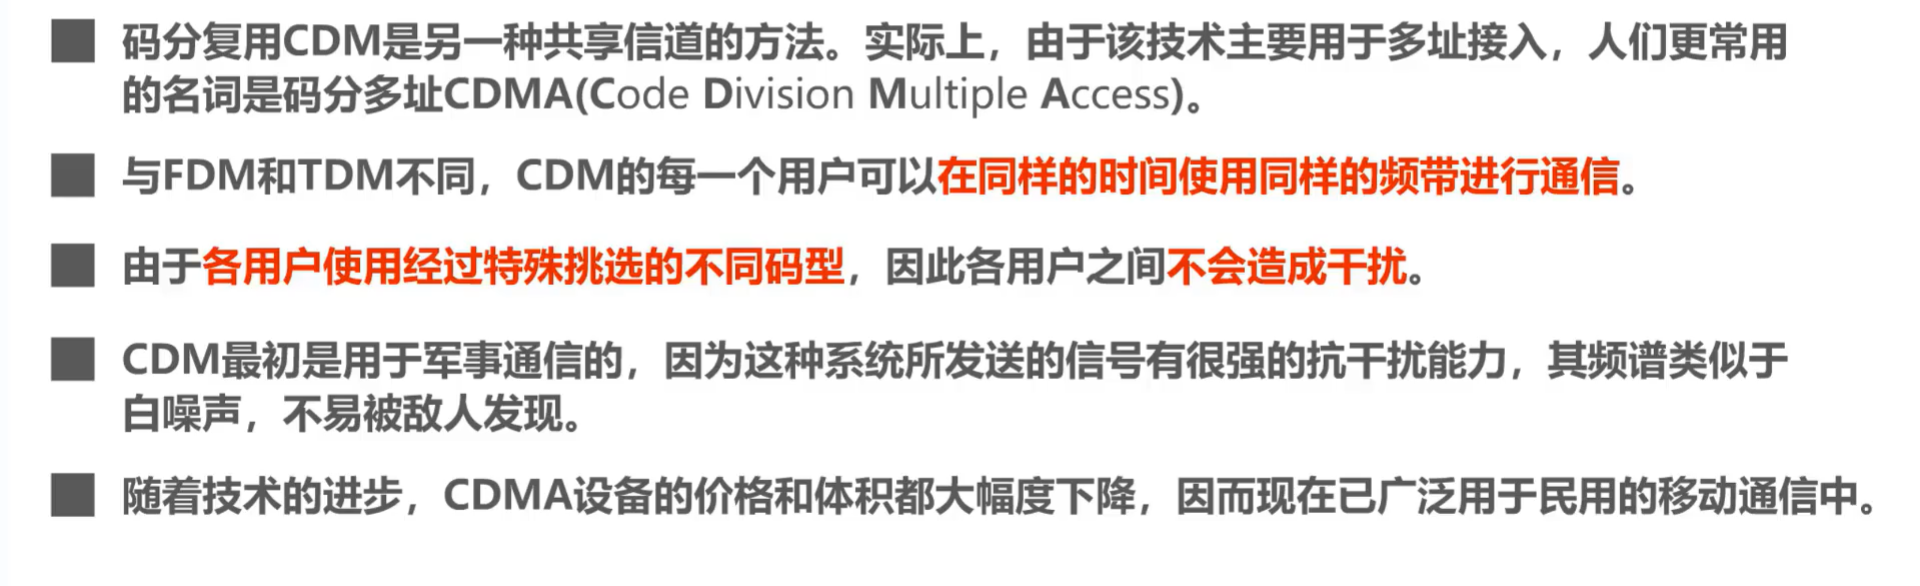 码分复用CDM是另一种共享信道的方法。实际上，由于该技术主要用于多址接入，人们更常用
的名词是码分多址CDMA(Code Division Multiple Access)。
与FDM和TDM不同，CDM的每一个用户可以在同样的时间使用同样的频带进行通信。
由于各用户使用经过特殊挑选的不同码型，因此各用户之间不会造成干扰。
CDM最初是用于军事通信的，因为这种系统所发送的信号有很强的抗干扰能力，其频谱类似于
白噪声，不易被敌人发现。
随着技术的进步，CDMA设备的价格和体积都大幅度下降，因而现在已广泛用于民用的移动通信中。